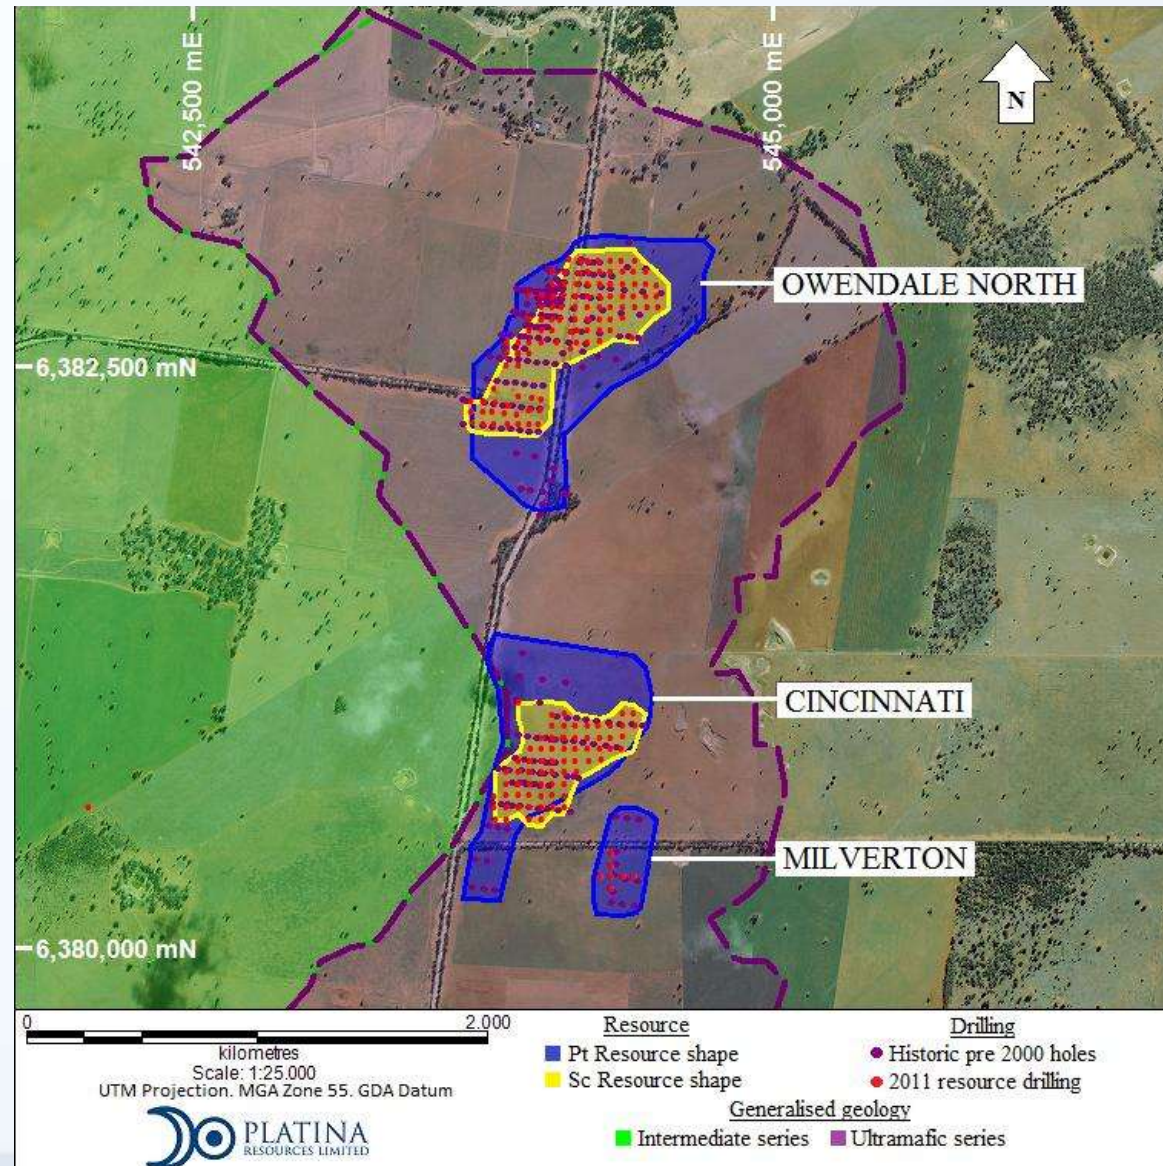 542,500 mE
545,000 mE
N
OWENDALE NORTH
6,382,500 mN
CINCINNATI
MILVERTON
6,380,000 mN
0 2.000
kilometres
Scale: 1:25.000
UTM Projection. MGA Zone 55. GDA Datum
PLATINA
RESOURCES LIMITED
Resource
Pt Resource shape
Sc Resource shape
Drilling
Historic pre 2000 holes
2011 resource drilling
Generalised geology
Intermediate series
Ultramafic series